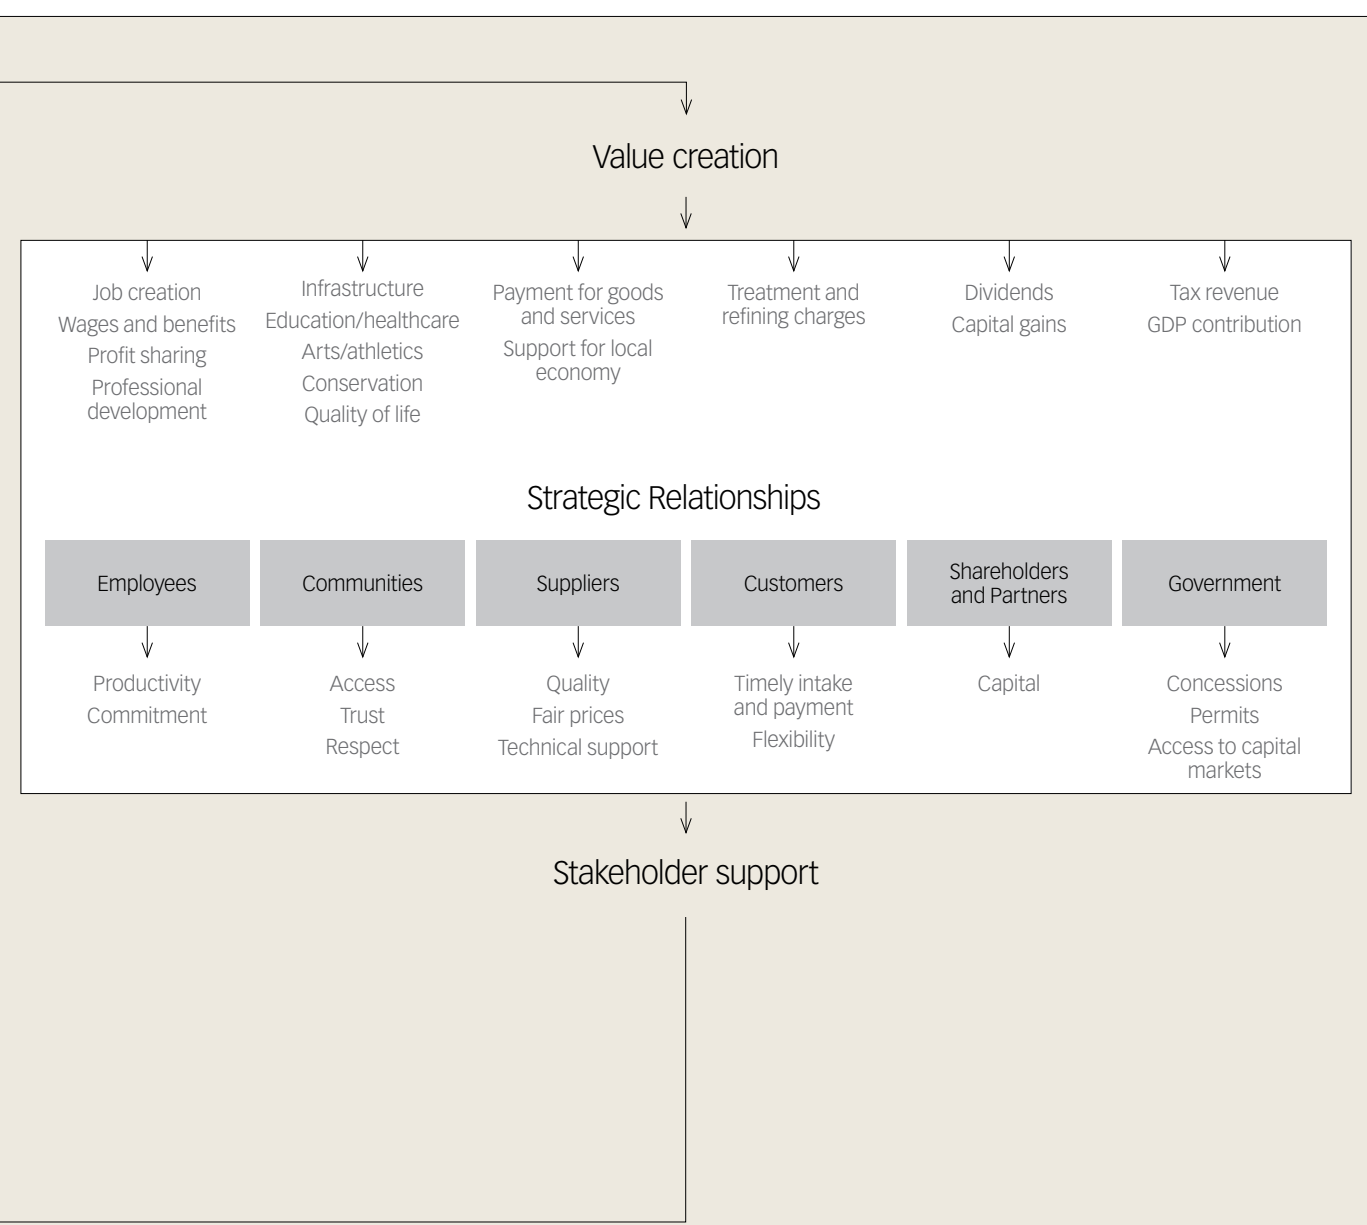 Value creation
Job creation
Wages and benefits
Profit sharing
Professional
development
Infrastructure
Education/healthcare
Arts/athletics
Conservation
Quality of life
Payment for goods
and services
Support for local
economy
Treatment and
refining charges
Dividends
Capital gains
Tax revenue
GDP contribution
Strategic Relationships
Employees
Communities
Suppliers
Customers
Shareholders
and Partners
Government
Productivity
Commitment
Access
Trust
Respect
Quality
Fair prices
Technical support
Timely intake
and payment
Flexibility
Capital
Concessions
Permits
Access to capital
markets
Stakeholder support